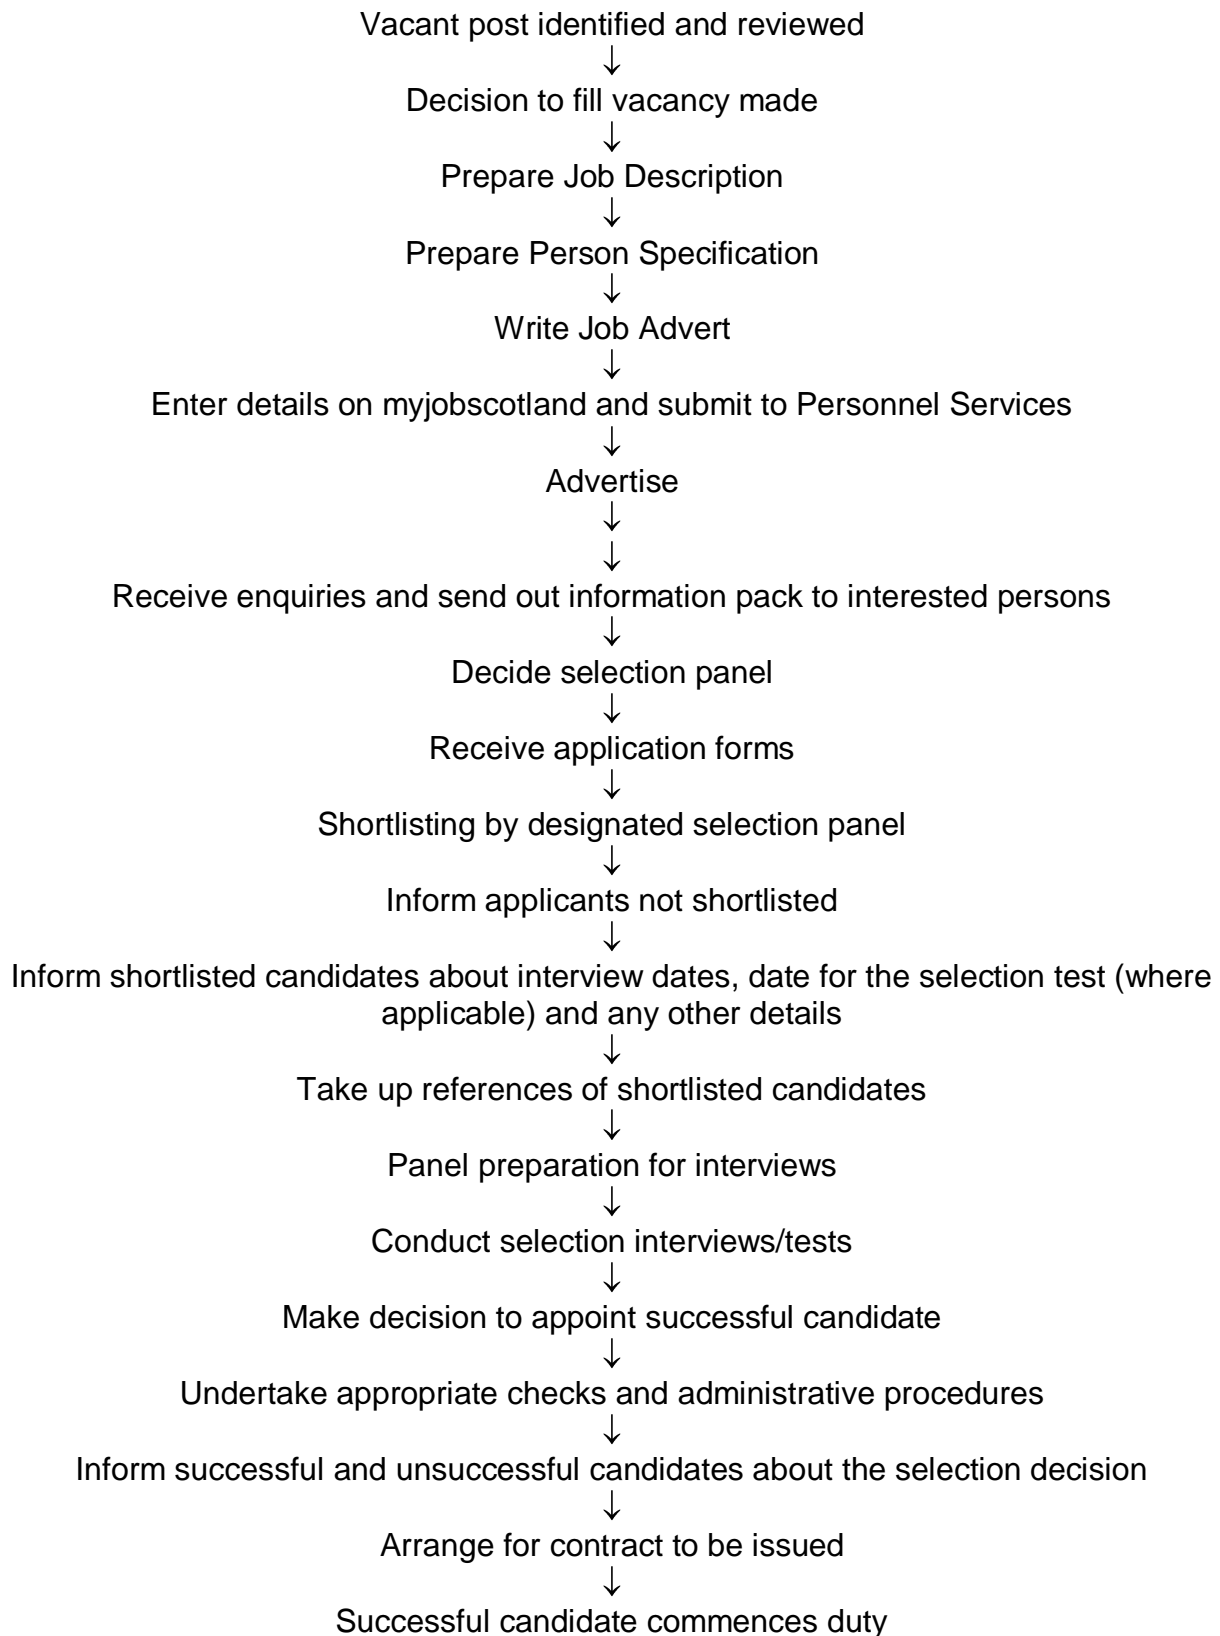 Vacant post identified and reviewed
↓
Decision to fill vacancy made
↓
Prepare Job Description
↓
Prepare Person Specification
↓
Write Job Advert
↓
Enter details on myjobscotland and submit to Personnel Services
↓
Advertise
↓
↓
Receive enquiries and send out information pack to interested persons
↓
Decide selection panel
↓
Receive application forms
↓
Shortlisting by designated selection panel
↓
Inform applicants not shortlisted
↓
Inform shortlisted candidates about interview dates, date for the selection test (where
applicable) and any other details
↓
Take up references of shortlisted candidates
↓
Panel preparation for interviews
↓
Conduct selection interviews/tests
↓
Make decision to appoint successful candidate
↓
Undertake appropriate checks and administrative procedures
↓
Inform successful and unsuccessful candidates about the selection decision
↓
Arrange for contract to be issued
↓
Successful candidate commences duty